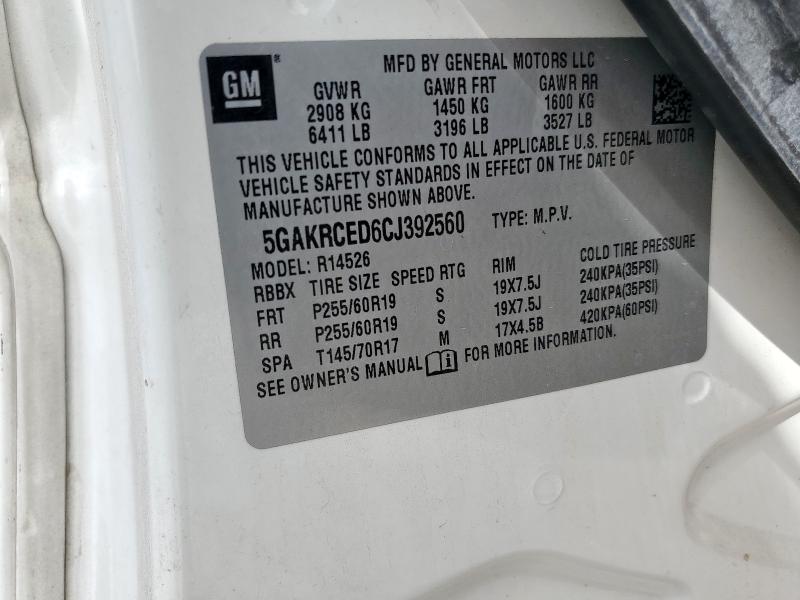 GM
MFD BY GENERAL MOTORS LLC
GVWR GAWR FRT GAWR RR
2908 KG 1450 KG 1600 KG
6411 LB 3196 LB 3527 LB
THIS VEHICLE CONFORMS TO ALL APPLICABLE U.S. FEDERAL MOTOR
VEHICLE SAFETY STANDARDS IN EFFECT ON THE DATE OF
MANUFACTURE SHOWN ABOVE.
5GAKRCED6CJ392560 TYPE: M.P.V.
MODEL: R14526
RBBX TIRE SIZE SPEED RTG RIM COLD TIRE PRESSURE
FRT P255/60R19 S 19X7.5J 240KPA(35PSI)
RR P255/60R19 S 19X7.5J 240KPA(35PSI)
SPA T145/70R17 M 17X4.5B 420KPA(60PSI)
SEE OWNER'S MANUAL FOR MORE INFORMATION.